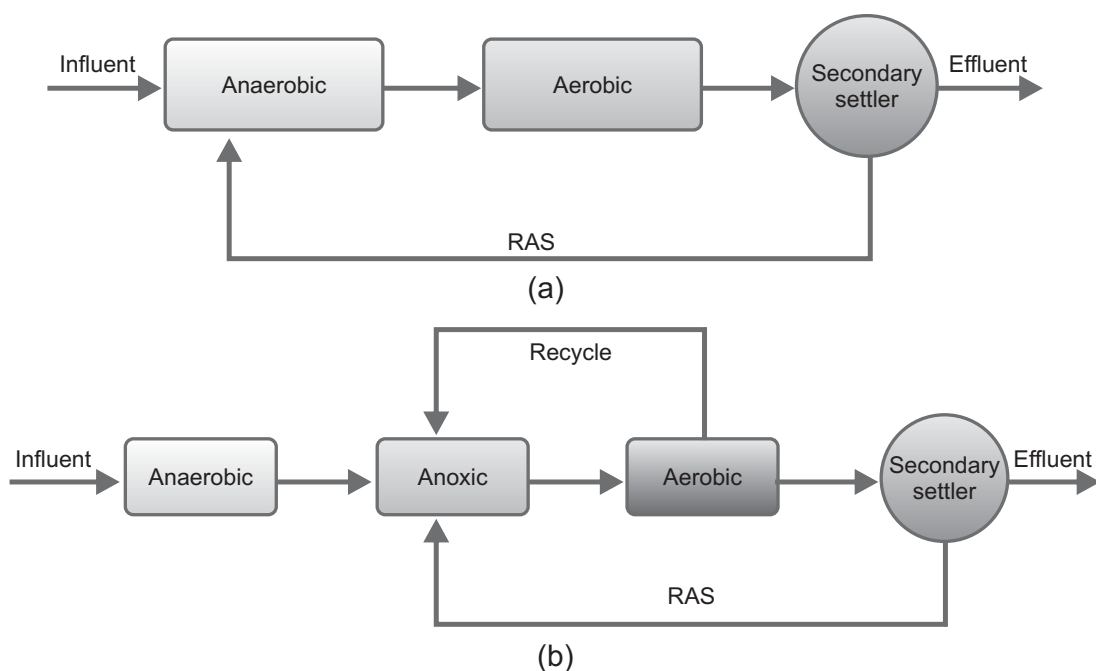 Influent
Anaerobic
Aerobic
Secondary
settler
Effluent
RAS
(a)
Recycle
Influent
Anaerobic
Anoxic
Aerobic
Secondary
settler
Effluent
RAS
(b)